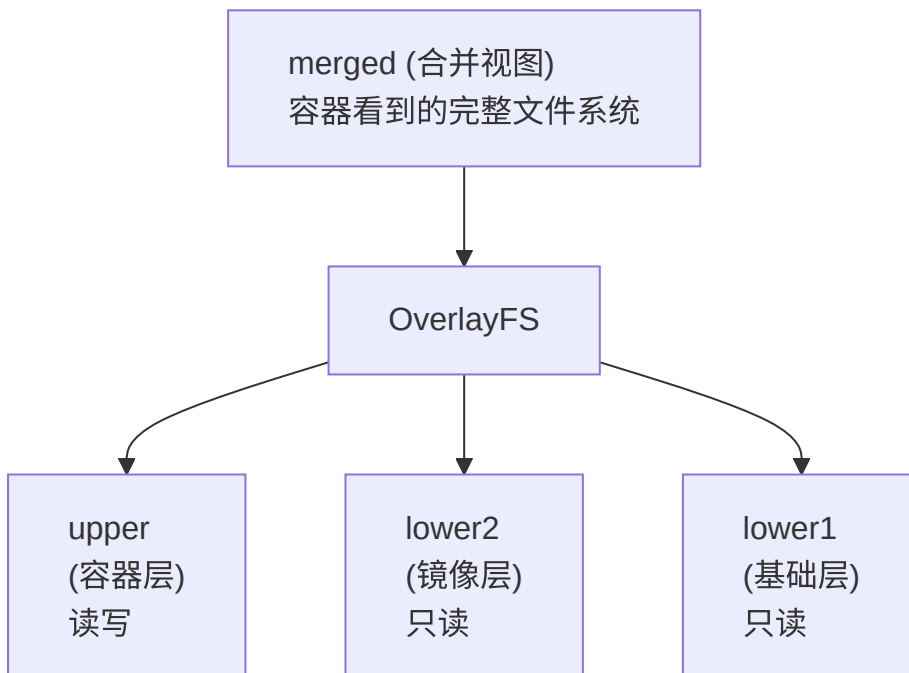 merged (合并视图)
容器看到的完整文件系统
OverlayFS
upper
(容器层)
读写
lower2
(镜像层)
只读
lower1
(基础层)
只读